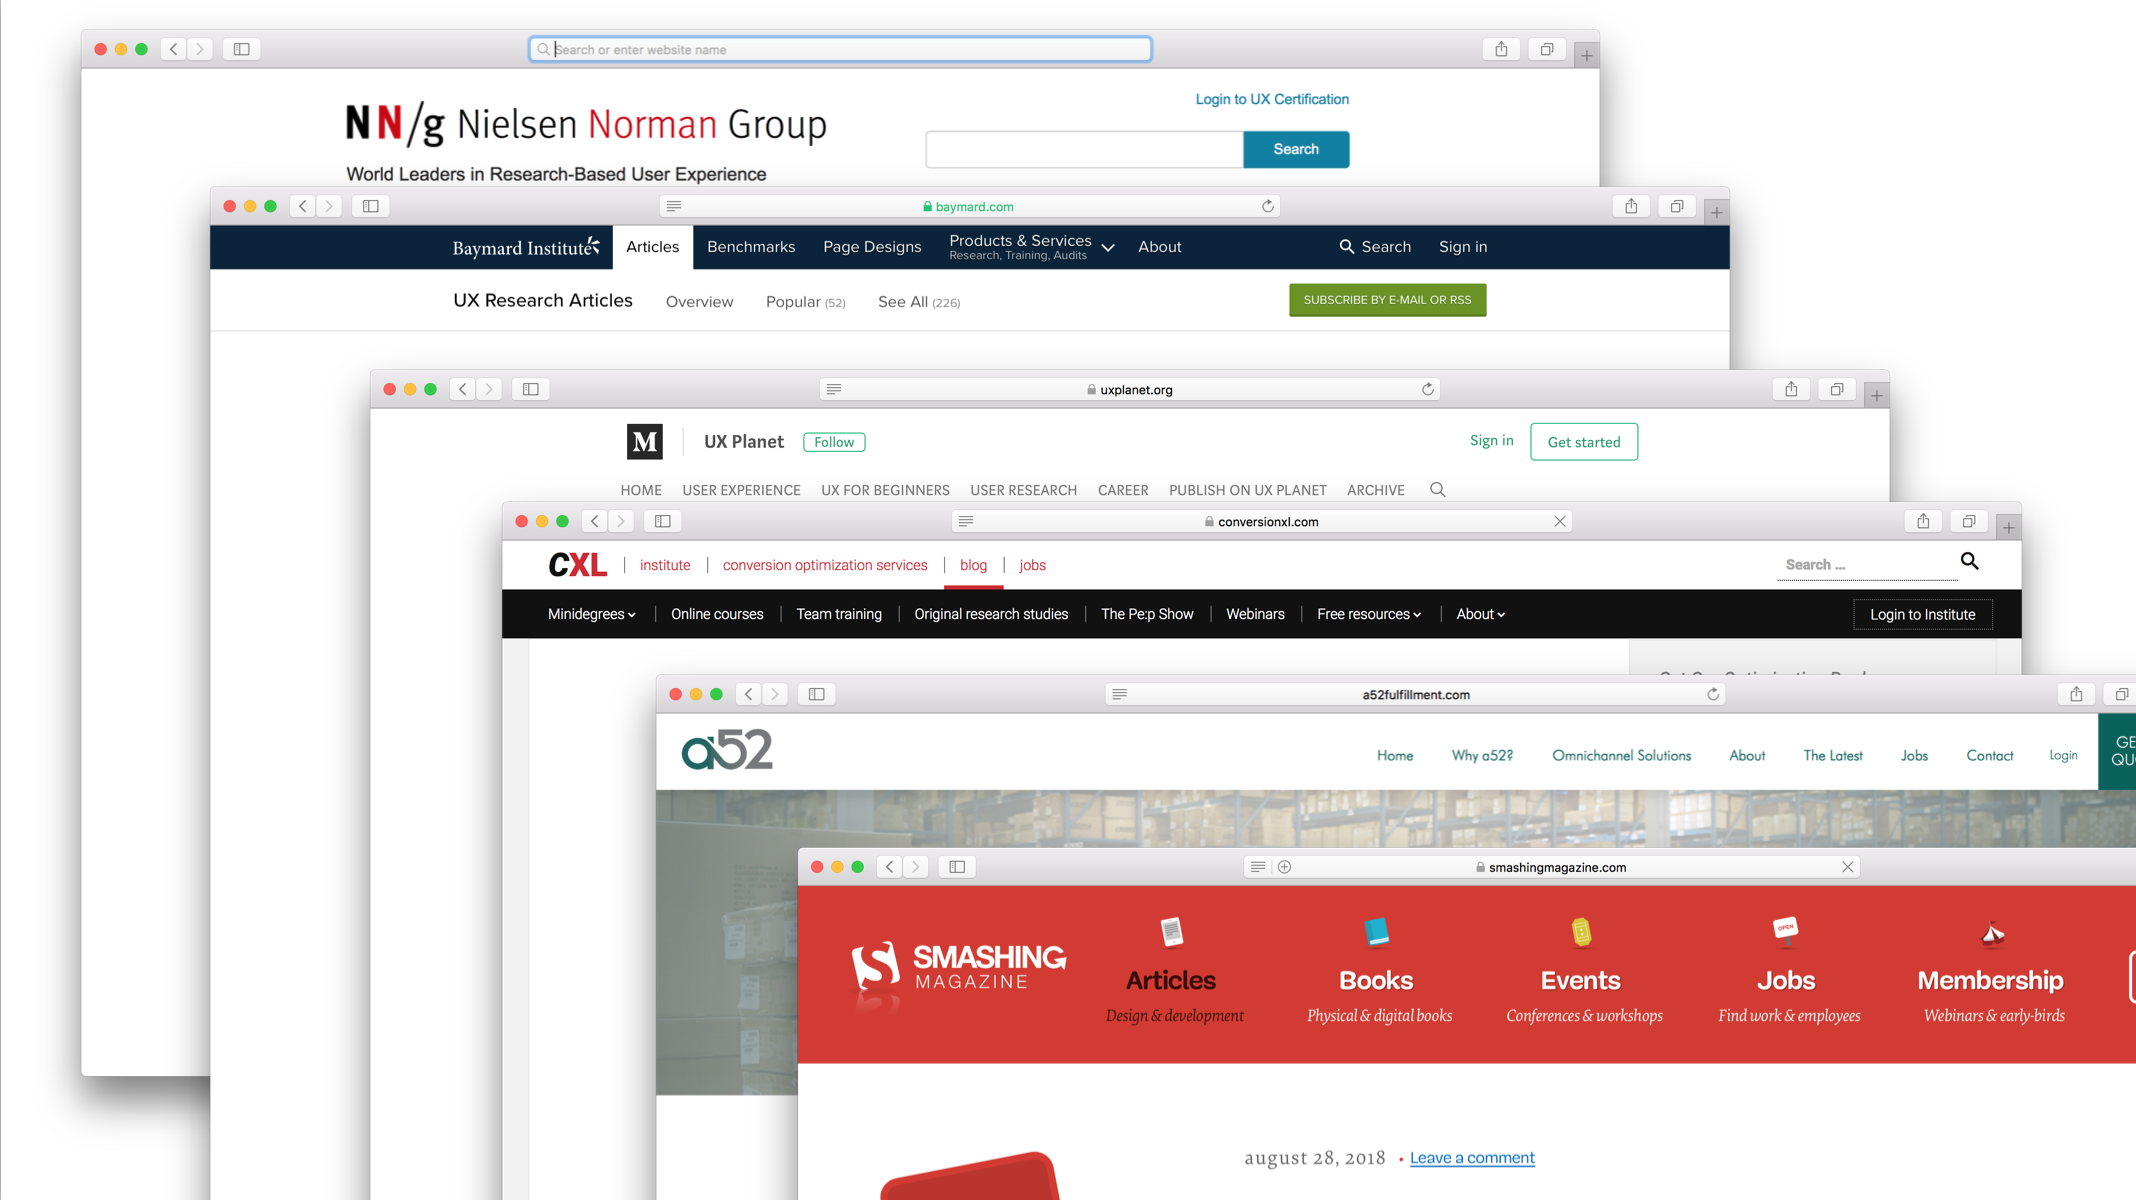 Search or enter website name
Login to UX Certification
NN/g Nielsen Norman Group
Search
World Leaders in Research-Based User Experience
baymard.com
Baymard Institute
Articles
Benchmarks
Page Designs
Products & Services
Research, Training, Audits
About
Search
Sign in
UX Research Articles
Overview
Popular (52)
See All (226)
SUBSCRIBE BY E-MAIL OR RSS
uxplanet.org
M
UX Planet
Follow
Sign in
Get started
HOME
USER EXPERIENCE
UX FOR BEGINNERS
USER RESEARCH
CAREER
PUBLISH ON UX PLANET
ARCHIVE
conversionxl.com
CXL
institute
conversion optimization services
blog
jobs
Search ...
Minidegrees
Online courses
Team training
Original research studies
The Pe:p Show
Webinars
Free resources
About
Login to Institute
a52fulfillment.com
a52
Home
Why a52?
Omnichannel Solutions
About
The Latest
Jobs
Contact
Login
smashingmagazine.com
SMASHING
MAGAZINE
Articles
Design & development
Books
Physical & digital books
Events
Conferences & workshops
OPEN
Jobs
Find work & employees
Membership
Webinars & early-birds
august 28, 2018 • Leave a comment